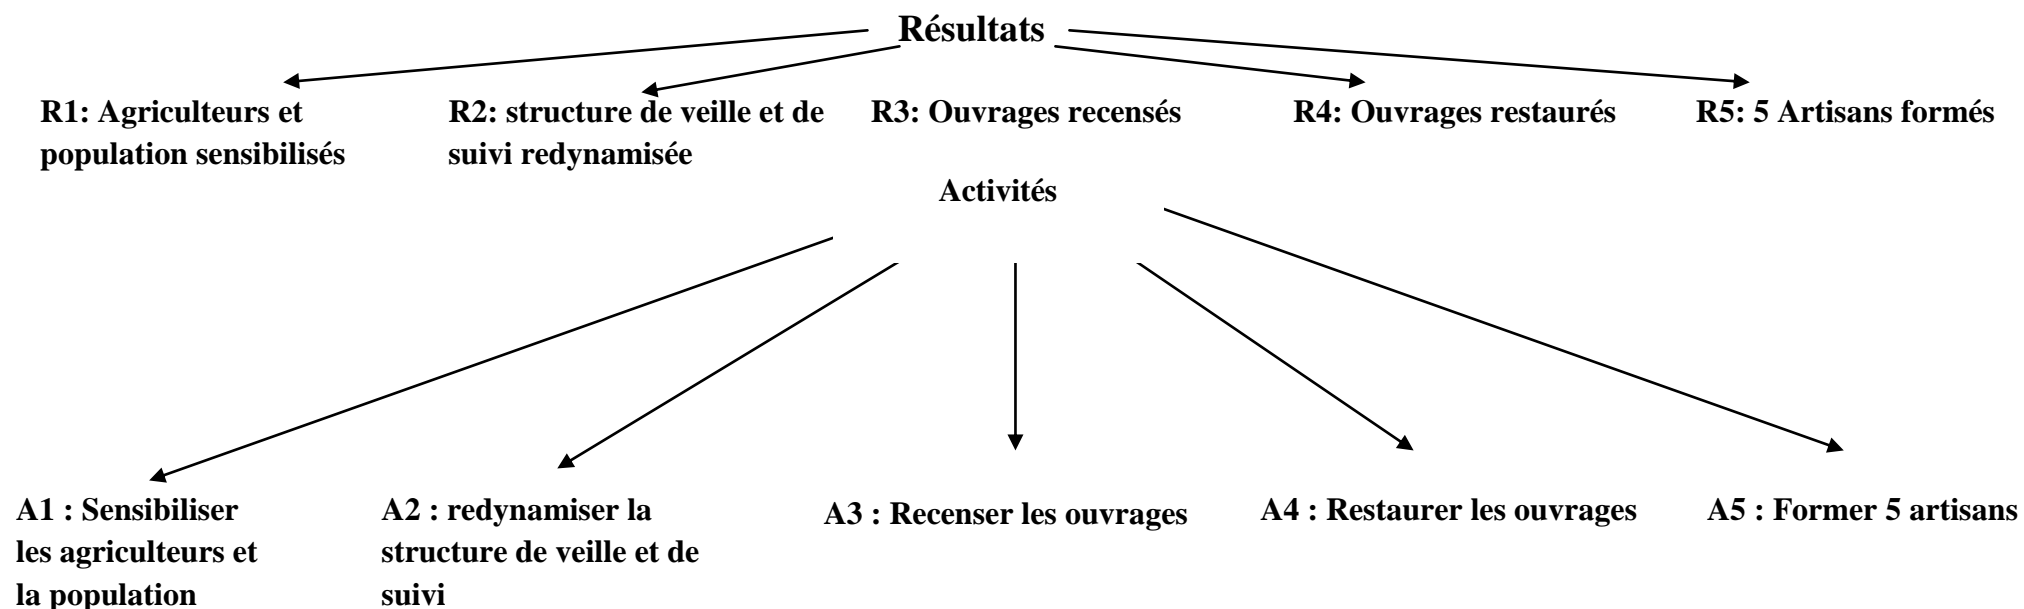 Résultats
R1: Agriculteurs et
population sensibilisés
R2: structure de veille et de
suivi redynamisée
R3: Ouvrages recensés
R4: Ouvrages restaurés
R5: 5 Artisans formés
Activités
A1 : Sensibiliser
les agriculteurs et
la population
A2 : redynamiser la
structure de veille et de
suivi
A3 : Recenser les ouvrages
A4 : Restaurer les ouvrages
A5 : Former 5 artisans